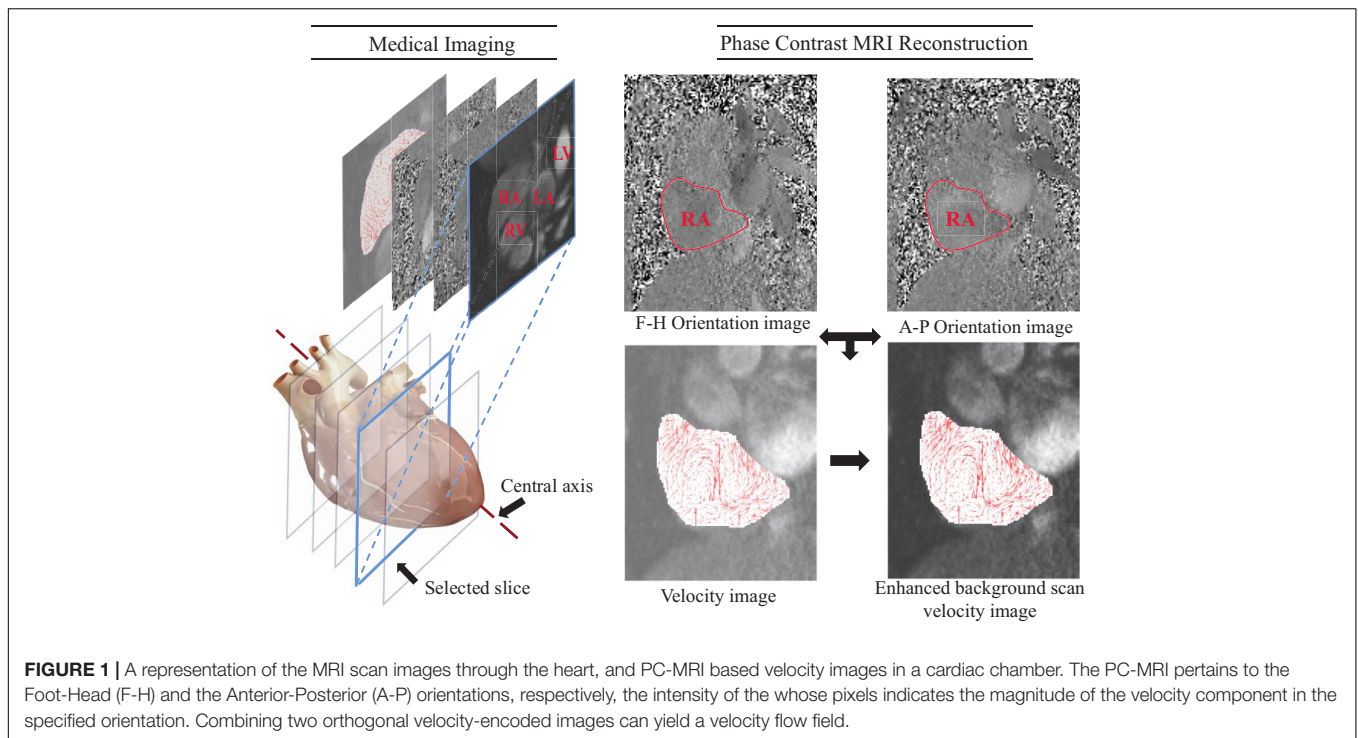 Medical Imaging
Phase Contrast MRI Reconstruction
LV
RA LA
RV
RA
RA
F-H Orientation image
A-P Orientation image
Central axis
Selected slice
Velocity image
Enhanced background scan
velocity image
FIGURE 1 | A representation of the MRI scan images through the heart, and PC-MRI based velocity images in a cardiac chamber. The PC-MRI pertains to the
Foot-Head (F-H) and the Anterior-Posterior (A-P) orientations, respectively, the intensity of the whose pixels indicates the magnitude of the velocity component in the
specified orientation. Combining two orthogonal velocity-encoded images can yield a velocity flow field.